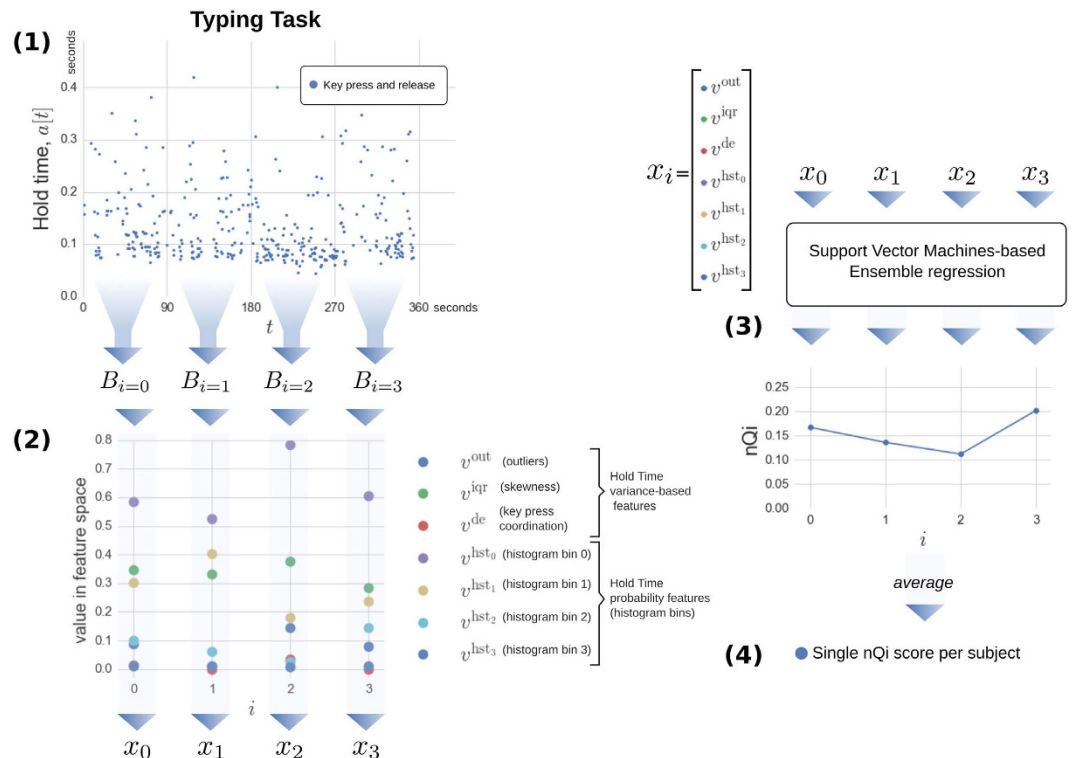 Typing Task
(1)
seconds
Key press and release
Hold time, a[t]
0.4
0.3
0.2
0.1
0.0
0 90 180 270 360 seconds
t
B_{i=0} B_{i=1} B_{i=2} B_{i=3}
(2)
value in feature space
0.8
0.7
0.6
0.5
0.4
0.3
0.2
0.1
0.0
0 1 2 3
i
x_0 x_1 x_2 x_3
v^{out} (outliers)
v^{iqr} (skewness)
v^{de} (key press
coordination)
v^{hst_0} (histogram bin 0)
v^{hst_1} (histogram bin 1)
v^{hst_2} (histogram bin 2)
v^{hst_3} (histogram bin 3)
Hold Time
variance-based
features
Hold Time
probability features
(histogram bins)
x_i=
v^{out}
v^{iqr}
v^{de}
v^{hst_0}
v^{hst_1}
v^{hst_2}
v^{hst_3}
x_0 x_1 x_2 x_3
Support Vector Machines-based
Ensemble regression
(3)
nQi
0.25
0.20
0.15
0.10
0.05
0.00
0 1 2 3
i
average
(4)
Single nQi score per subject